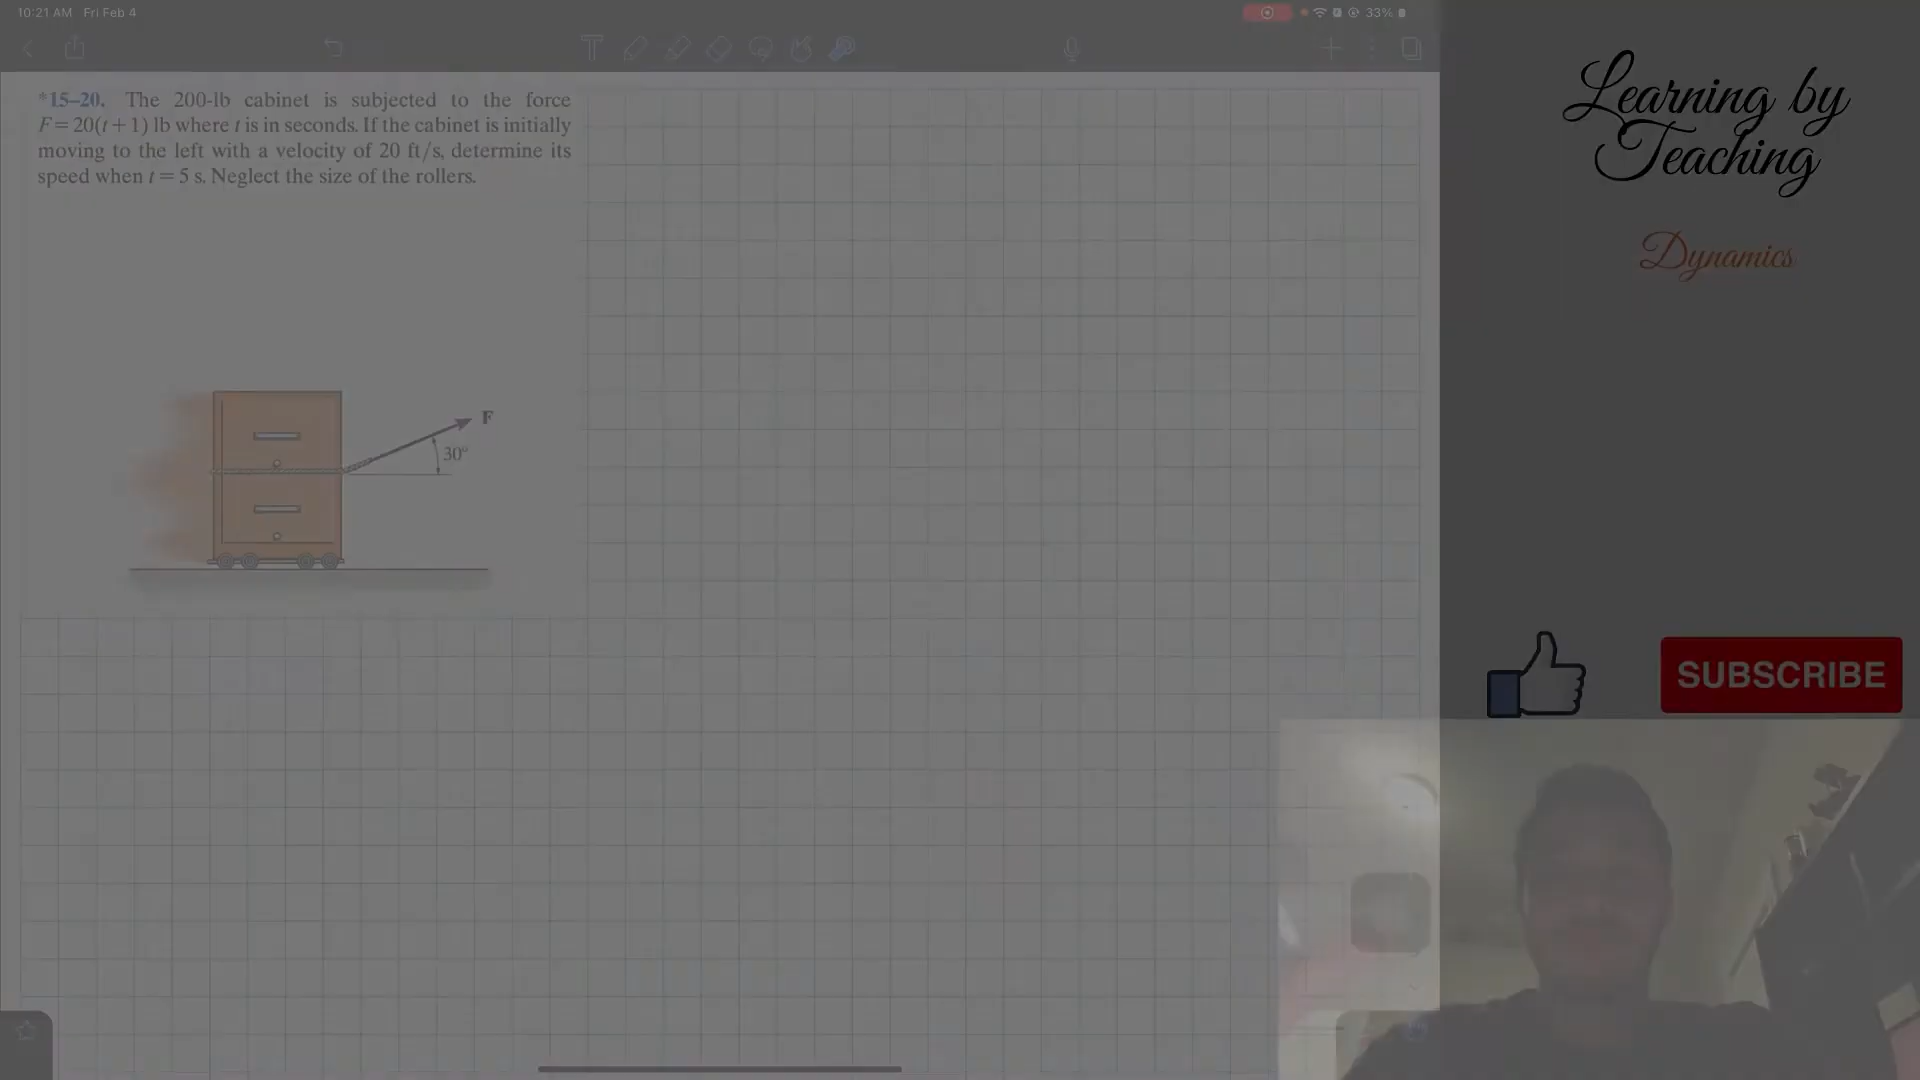 10:21 AM Fri Feb 4
33%
*15–20. The 200-lb cabinet is subjected to the force
F = 20(t + 1) lb where t is in seconds. If the cabinet is initially
moving to the left with a velocity of 20 ft/s, determine its
speed when t = 5 s. Neglect the size of the rollers.
F
30°
Learning by
Teaching
Dynamics
SUBSCRIBE